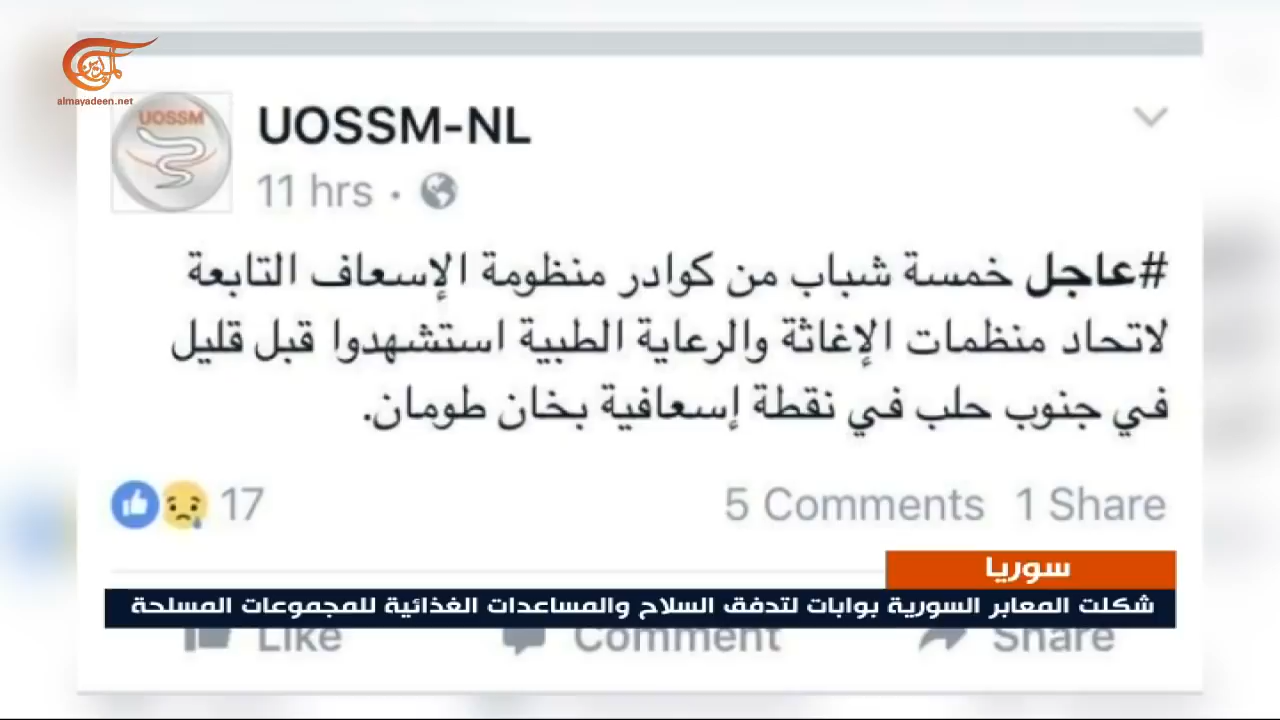 الميادين
almayadeen.net
UOSSM
UOSSM-NL
11 hrs ·
#عاجل خمسة شباب من كوادر منظومة الإسعاف التابعة
لاتحاد منظمات الإغاثة والرعاية الطبية استشهدوا قبل قليل
في جنوب حلب في نقطة إسعافية بخان طومان.
17
5 Comments 1 Share
سوريا
شكلت المعابر السورية بوابات لتدفق السلاح والمساعدات الغذائية للمجموعات المسلحة
Like Comment Share